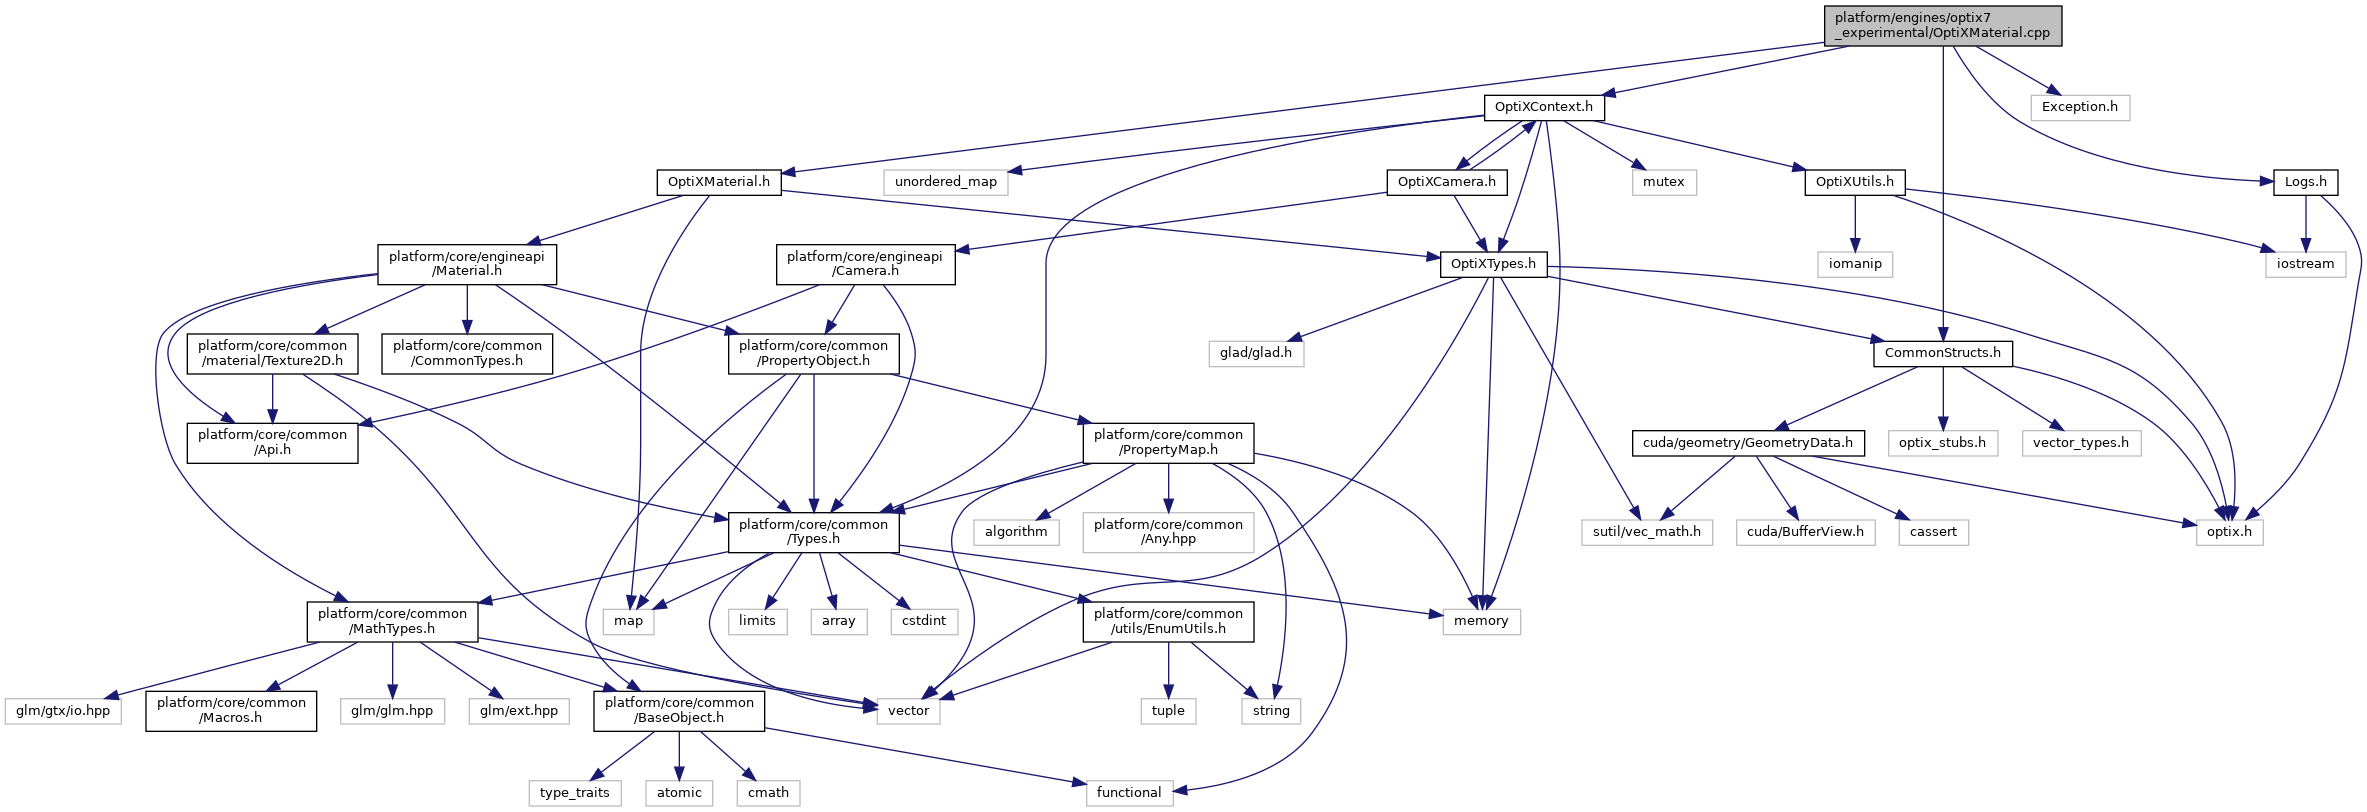 platform/engines/optix7
_experimental/OptiXMaterial.cpp
OptiXContext.h
Exception.h
OptiXMaterial.h
unordered_map
OptiXCamera.h
mutex
OptiXUtils.h
Logs.h
platform/core/engineapi
/Material.h
platform/core/engineapi
/Camera.h
OptiXTypes.h
iomanip
iostream
platform/core/common
/material/Texture2D.h
platform/core/common
/CommonTypes.h
platform/core/common
/PropertyObject.h
glad/glad.h
CommonStructs.h
platform/core/common
/Api.h
platform/core/common
/PropertyMap.h
cuda/geometry/GeometryData.h
optix_stubs.h
vector_types.h
platform/core/common
/Types.h
algorithm
platform/core/common
/Any.hpp
sutil/vec_math.h
cuda/BufferView.h
cassert
optix.h
platform/core/common
/MathTypes.h
map
limits
array
cstdint
platform/core/common
/utils/EnumUtils.h
memory
glm/gtx/io.hpp
platform/core/common
/Macros.h
glm/glm.hpp
glm/ext.hpp
platform/core/common
/BaseObject.h
vector
tuple
string
type_traits
atomic
cmath
functional